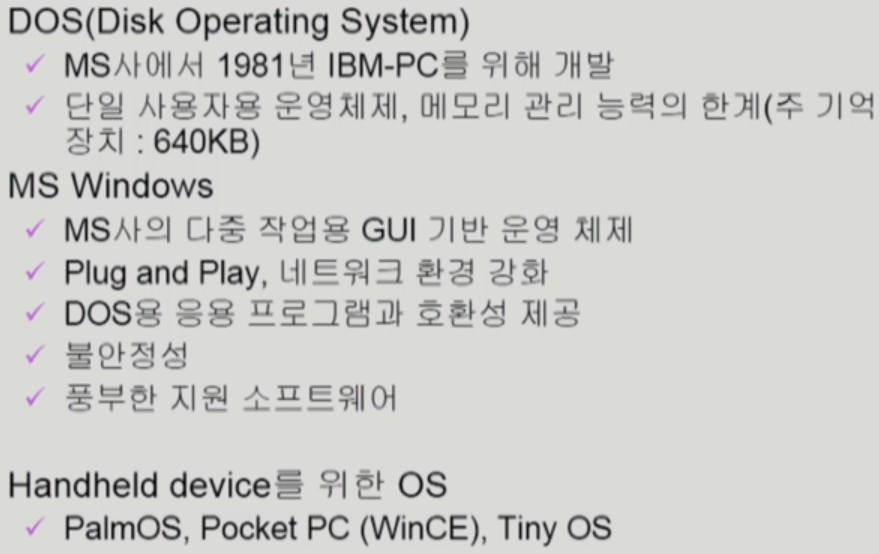 DOS(Disk Operating System)
✓ MS사에서 1981년 IBM-PC를 위해 개발
✓ 단일 사용자용 운영체제, 메모리 관리 능력의 한계(주 기억
장치 : 640KB)
MS Windows
✓ MS사의 다중 작업용 GUI 기반 운영 체제
✓ Plug and Play, 네트워크 환경 강화
✓ DOS용 응용 프로그램과 호환성 제공
✓ 불안정성
✓ 풍부한 지원 소프트웨어
Handheld device를 위한 OS
✓ PalmOS, Pocket PC (WinCE), Tiny OS